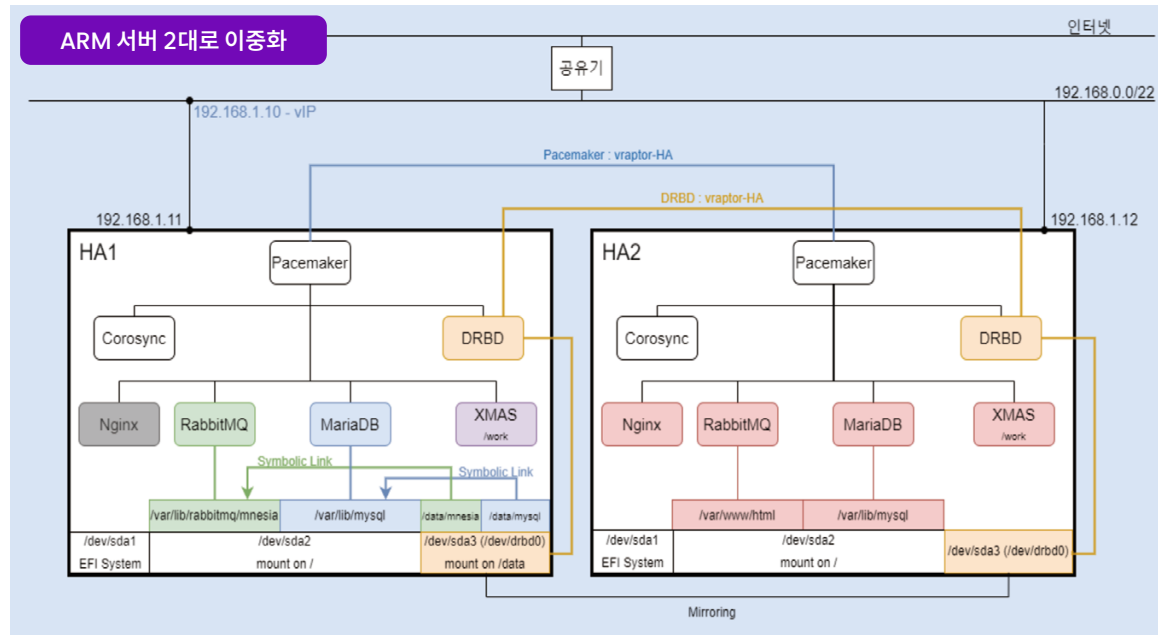 ARM 서버 2대로 이중화
인터넷
공유기
192.168.0.0/22
192.168.1.10 - vIP
Pacemaker : vraptor-HA
DRBD : vraptor-HA
192.168.1.11
192.168.1.12
HA1
Pacemaker
Corosync
DRBD
Nginx
RabbitMQ
MariaDB
XMAS
/work
Symbolic Link
Symbolic Link
/var/lib/rabbitmq/mnesia
/var/lib/mysql
/data/mnesia
/data/mysql
/dev/sda1
EFI System
/dev/sda2
mount on /
/dev/sda3 (/dev/drbd0)
mount on /data
HA2
Pacemaker
Corosync
DRBD
Nginx
RabbitMQ
MariaDB
XMAS
/work
/var/www/html
/var/lib/mysql
/dev/sda1
EFI System
/dev/sda2
mount on /
/dev/sda3 (/dev/drbd0)
Mirroring